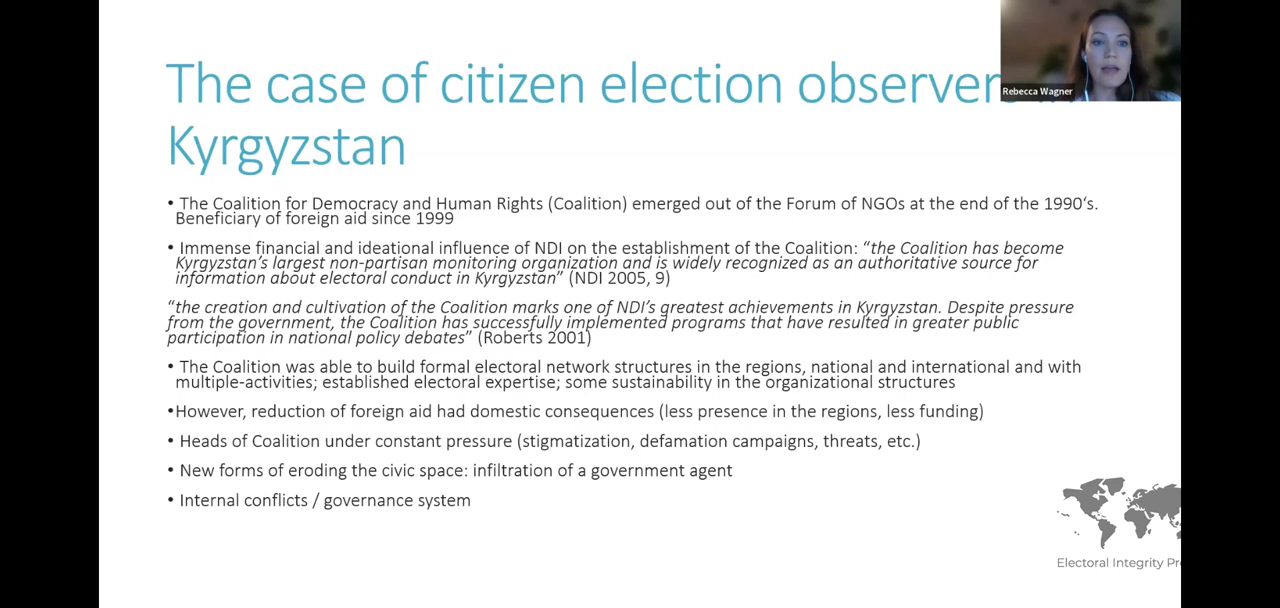 The case of citizen election observer
Kyrgyzstan
Rebecca Wagner
• The Coalition for Democracy and Human Rights (Coalition) emerged out of the Forum of NGOs at the end of the 1990‘s.
Beneficiary of foreign aid since 1999
• Immense financial and ideational influence of NDI on the establishment of the Coalition: “the Coalition has become
Kyrgyzstan’s largest non-partisan monitoring organization and is widely recognized as an authoritative source for
information about electoral conduct in Kyrgyzstan” (NDI 2005, 9)
“the creation and cultivation of the Coalition marks one of NDI’s greatest achievements in Kyrgyzstan. Despite pressure
from the government, the Coalition has successfully implemented programs that have resulted in greater public
participation in national policy debates” (Roberts 2001)
• The Coalition was able to build formal electoral network structures in the regions, national and international and with
multiple-activities; established electoral expertise; some sustainability in the organizational structures
•However, reduction of foreign aid had domestic consequences (less presence in the regions, less funding)
• Heads of Coalition under constant pressure (stigmatization, defamation campaigns, threats, etc.)
• New forms of eroding the civic space: infiltration of a government agent
• Internal conflicts / governance system
Electoral Integrity Pr